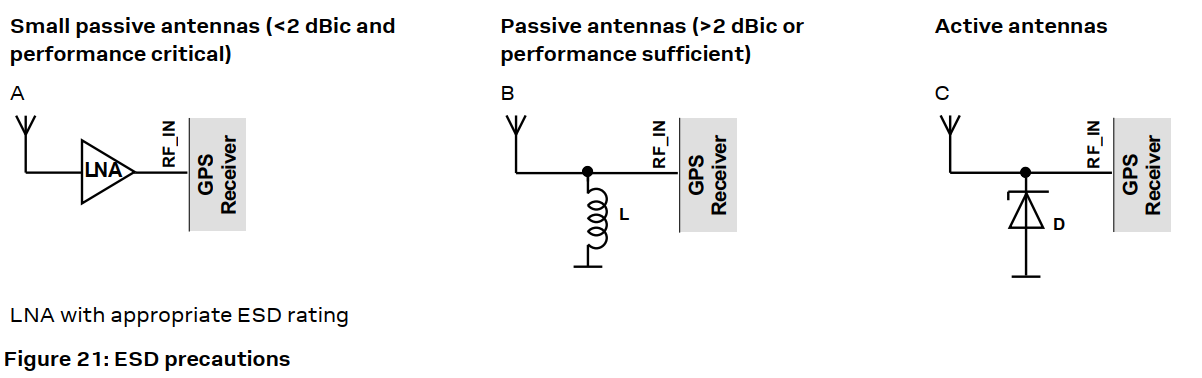 Small passive antennas (<2 dBic and
performance critical)
A
LNA
RF_IN
GPS
Receiver
LNA with appropriate ESD rating
Passive antennas (>2 dBic or
performance sufficient)
B
L
RF_IN
GPS
Receiver
Active antennas
C
D
RF_IN
GPS
Receiver
Figure 21: ESD precautions